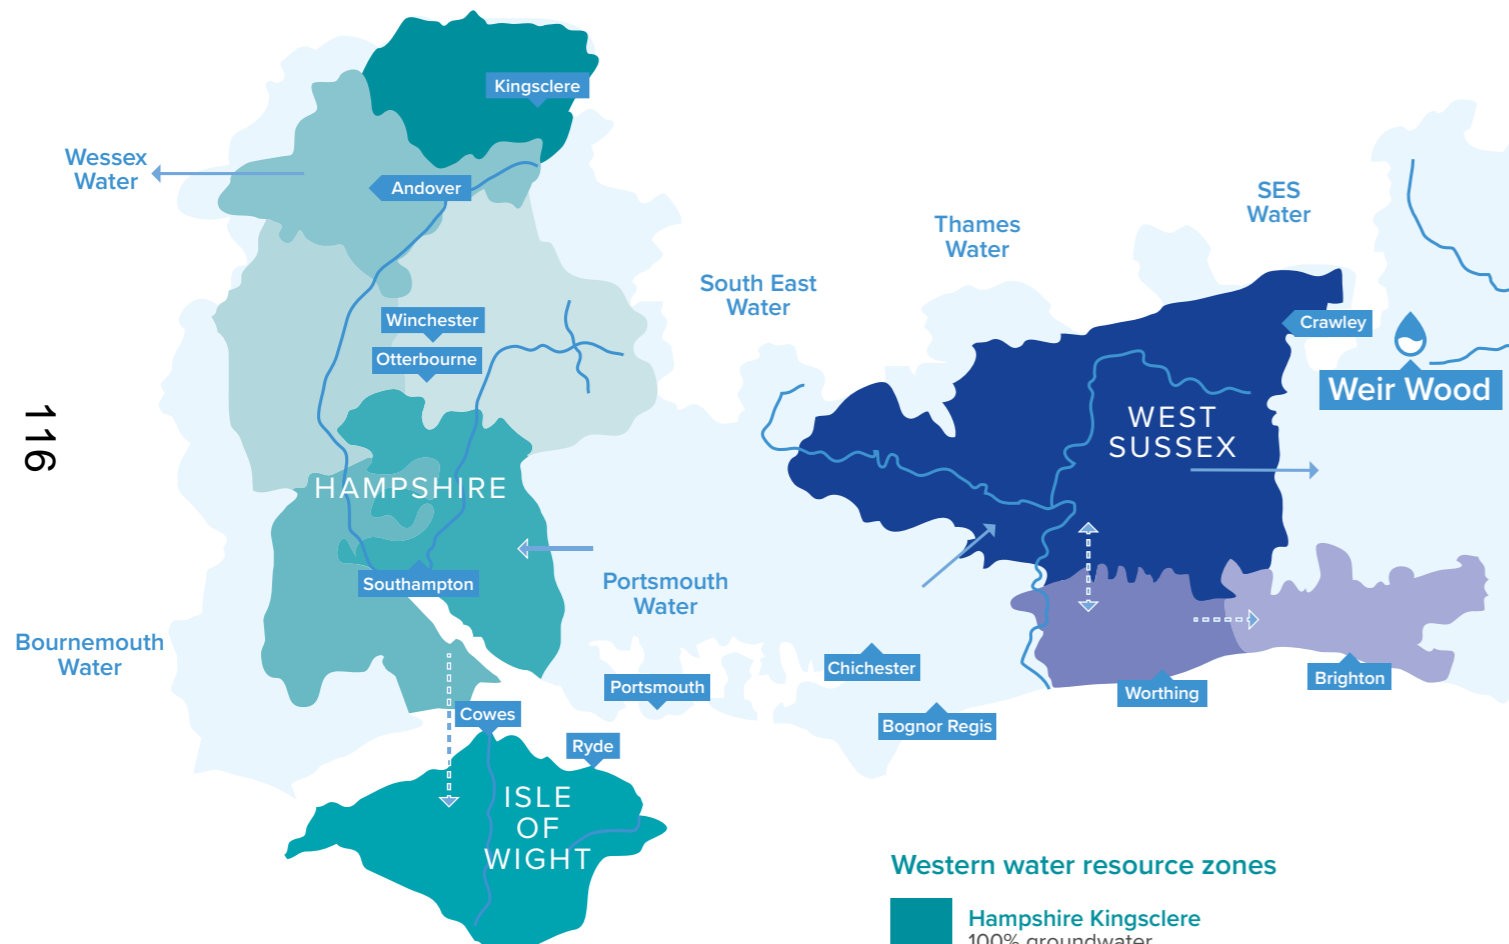 Kingsclere
Wessex
Water
Andover
SES
Water
Thames
Water
South East
Water
Winchester
Otterbourne
Crawley
Weir Wood
WEST
SUSSEX
116
HAMPSHIRE
Southampton
Portsmouth
Water
Bournemouth
Water
Chichester
Portsmouth
Brighton
Worthing
Cowes
Bognor Regis
Ryde
ISLE
OF
WIGHT
Western water resource zones
Hampshire Kingsclere
100% groundwater